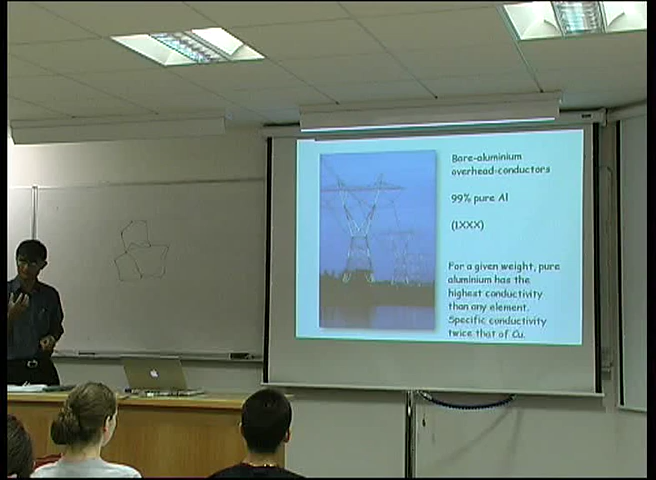 Bare-aluminium
overhead-conductors
99% pure Al
(1XXX)
For a given weight, pure
aluminium has the
highest conductivity
than any element.
Specific conductivity
twice that of Cu.